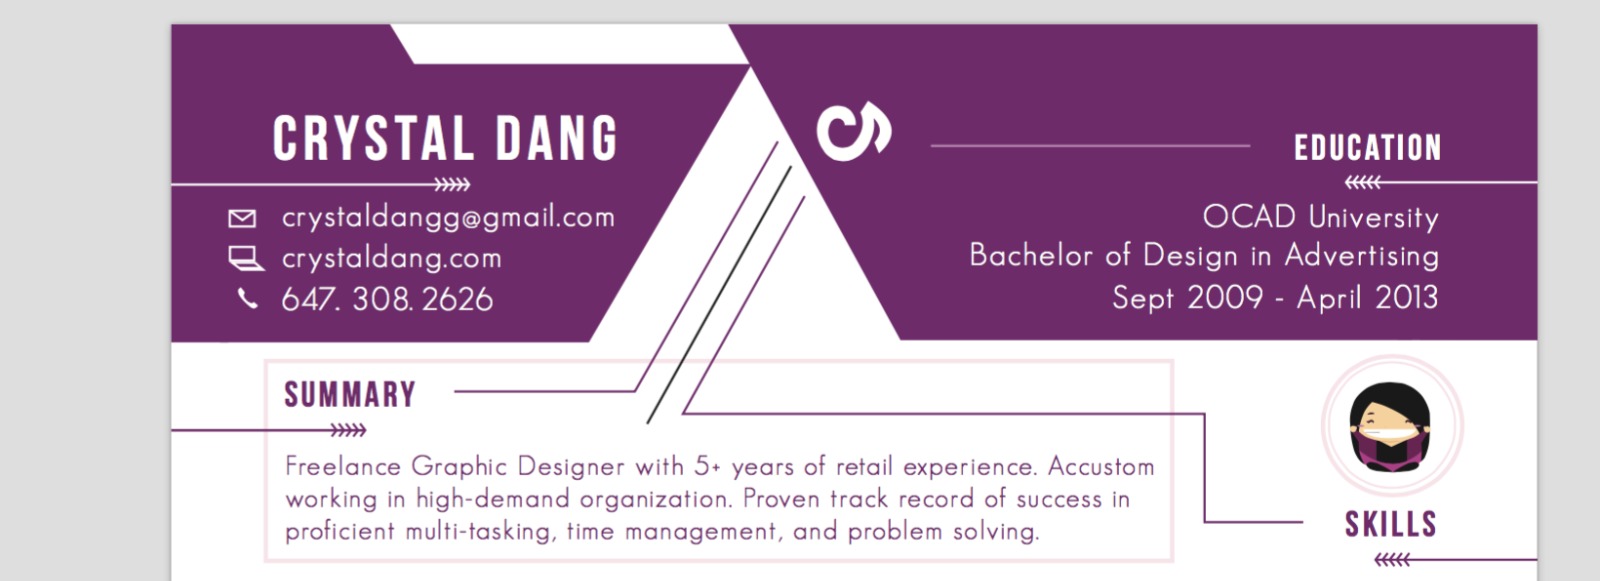 CRYSTAL DANG
crystaldangg@gmail.com
crystaldang.com
647. 308. 2626
EDUCATION
OCAD University
Bachelor of Design in Advertising
Sept 2009 - April 2013
SUMMARY
Freelance Graphic Designer with 5+ years of retail experience. Accustom
working in high-demand organization. Proven track record of success in
proficient multi-tasking, time management, and problem solving.
SKILLS